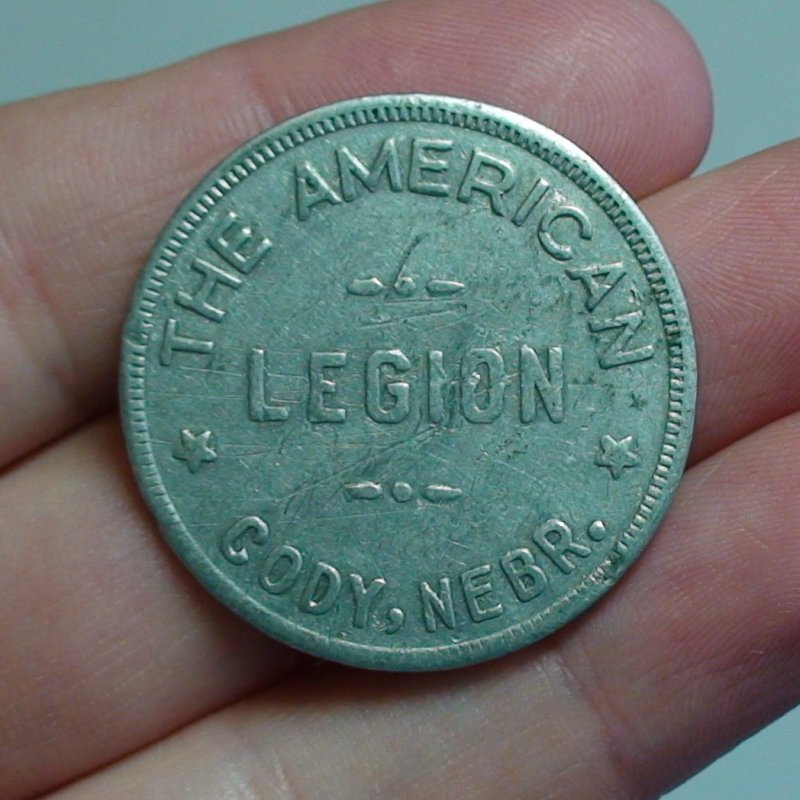 THE AMERICAN
LEGION
CODY, NEBR.